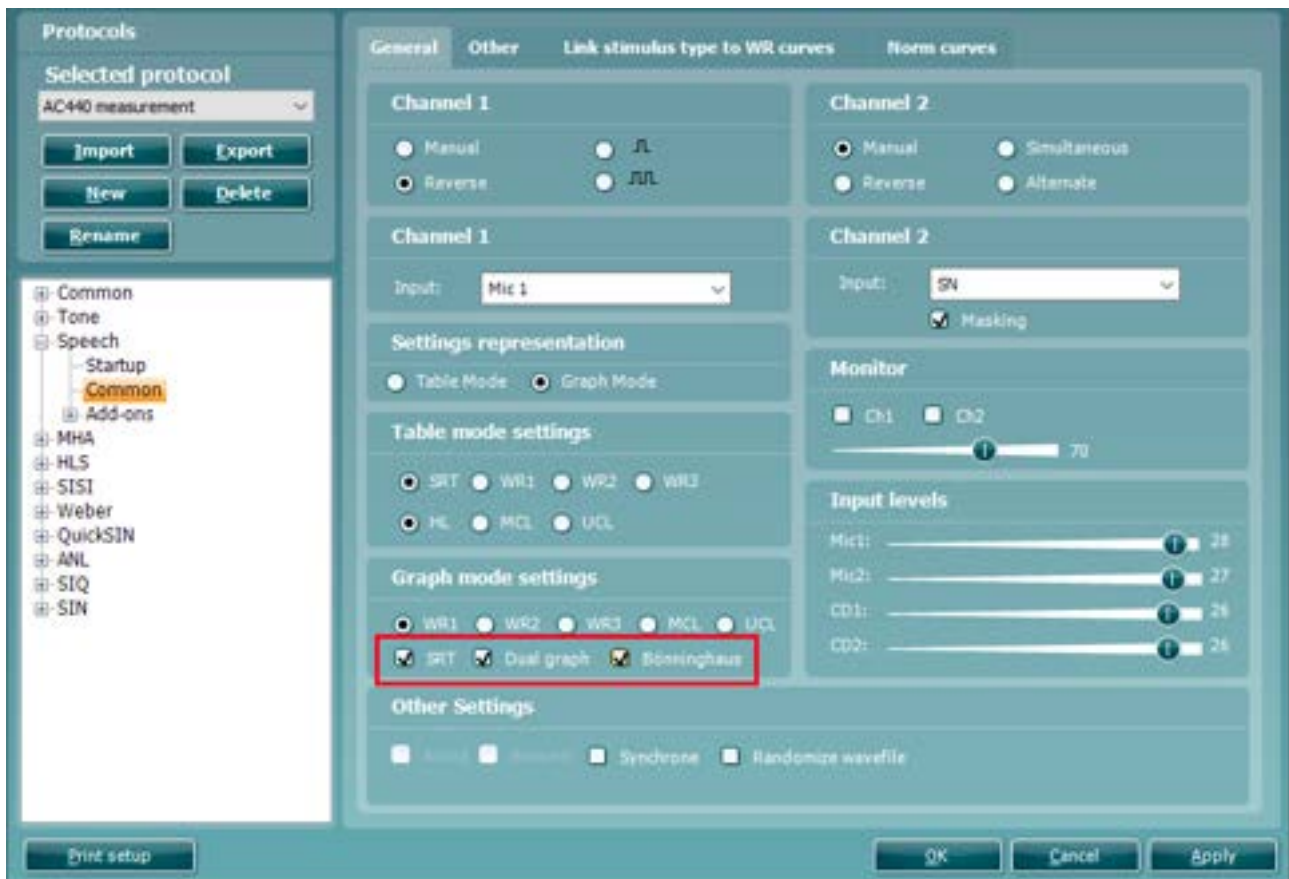 Protocols
Selected protocol
AC440 measurement
Import Export
New Delete
Rename
Common
Tone
Speech
Startup
Common
Add-ons
MHA
HLS
SISI
Weber
QuickSIN
ANL
SIQ
SIN
Print setup
General Other Link stimulus type to WR curves Norm curves
Channel 1
Manual
Reverse
Channel 2
Manual Simultaneous
Reverse Alternate
Channel 1
Input: Mic 1
Channel 2
Input: SN
Masking
Settings representation
Table Mode Graph Mode
Monitor
Ch1 Ch2
70
Table mode settings
SRT WR1 WR2 WR3
HL MCL UCL
Input levels
Mic1: 28
Mic2: 27
CD1: 26
CD2: 26
Graph mode settings
WR1 WR2 WR3 MCL UCL
SRT Dual graph Bönninghaus
Other Settings
Synchrone Randomize wavefile
OK Cancel Apply